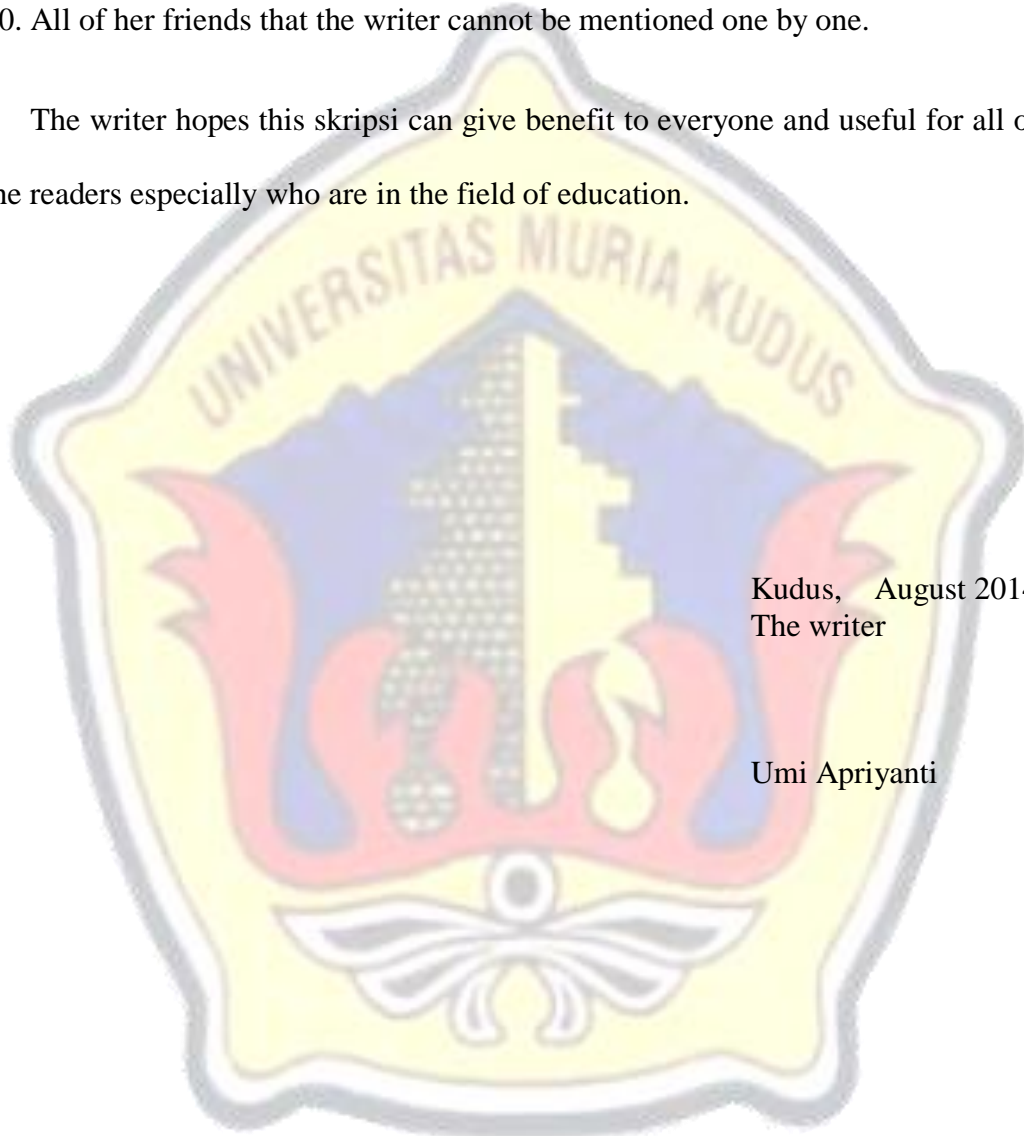 0. All of her friends that the writer cannot be mentioned one by one.
The writer hopes this skripsi can give benefit to everyone and useful for all o
he readers especially who are in the field of education.
UNIVERSITAS MURIA KUDUS
Kudus, August 2014
The writer
Umi Apriyanti